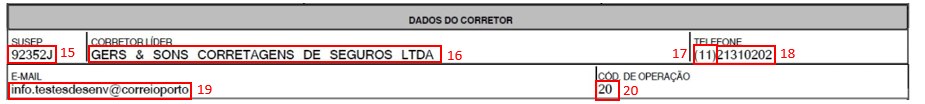 DADOS DO CORRETOR
SUSEP CORRETOR LÍDER TELEFONE
92352J 15 GERS & SONS CORRETAGENS DE SEGUROS LTDA 16 17 (11)21310202 18
E-MAIL CÓD. DE OPERAÇÃO
info.testesdesenv@correioporto 19 20 20